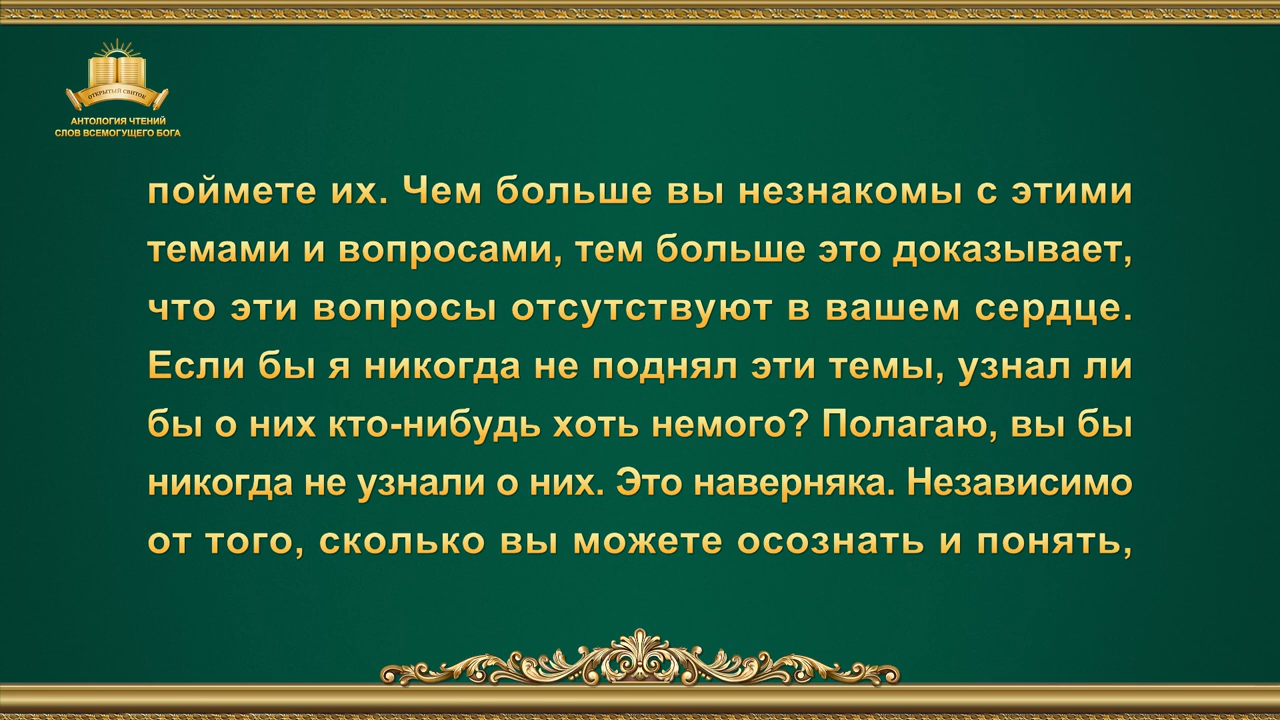 ОТКРЫТЫЙ СВИТОК
АНТОЛОГИЯ ЧТЕНИЙ
СЛОВ ВСЕМОГУЩЕГО БОГА
поймете их. Чем больше вы незнакомы с этими
темами и вопросами, тем больше это доказывает,
что эти вопросы отсутствуют в вашем сердце.
Если бы я никогда не поднял эти темы, узнал ли
бы о них кто-нибудь хоть немого? Полагаю, вы бы
никогда не узнали о них. Это наверняка. Независимо
от того, сколько вы можете осознать и понять,